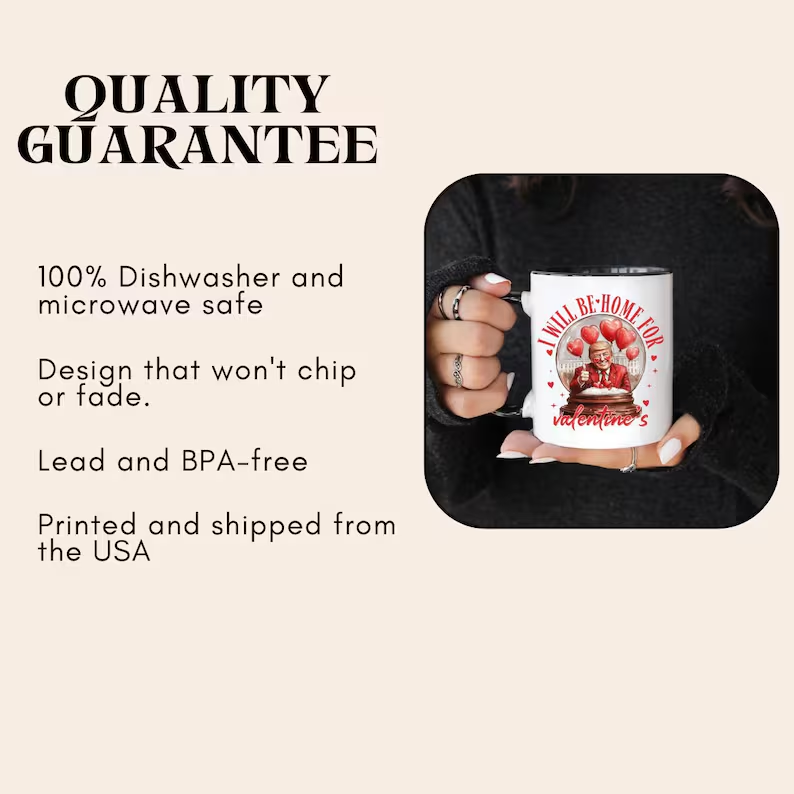 QUALITY
GUARANTEE
100% Dishwasher and
microwave safe
Design that won't chip
or fade.
Lead and BPA-free
Printed and shipped from
the USA
I WILL BE HOME FOR
valentine's